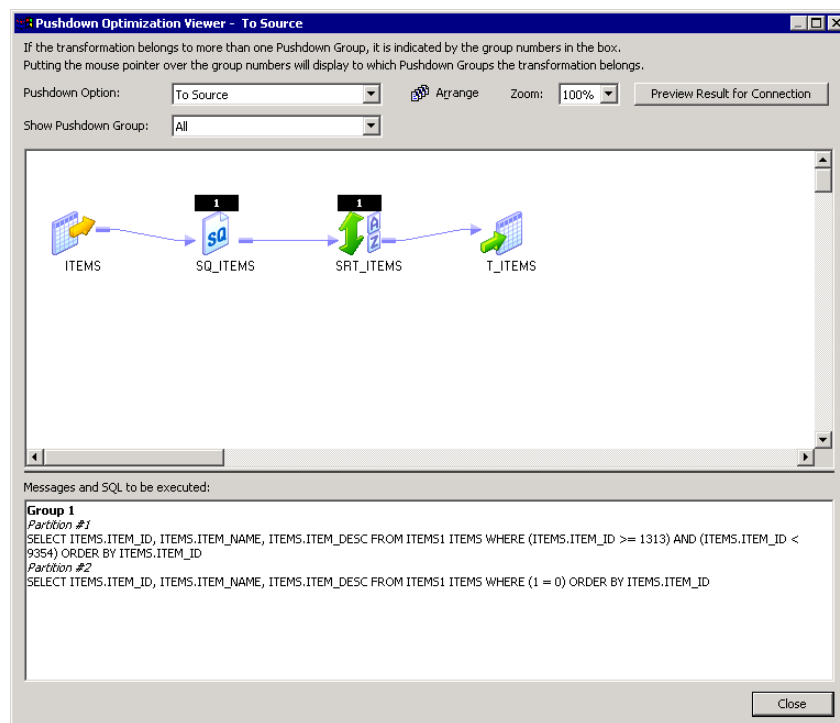 Pushdown Optimization Viewer - To Source
If the transformation belongs to more than one Pushdown Group, it is indicated by the group numbers in the box.
Putting the mouse pointer over the group numbers will display to which Pushdown Groups the transformation belongs.
Pushdown Option: To Source Arrange Zoom: 100% Preview Result for Connection
Show Pushdown Group: All
1 1
SQ A Z
ITEMS SQ_ITEMS SRT_ITEMS T_ITEMS
Messages and SQL to be executed:
Group 1
Partition #1
SELECT ITEMS.ITEM_ID, ITEMS.ITEM_NAME, ITEMS.ITEM_DESC FROM ITEMS1 ITEMS WHERE (ITEMS.ITEM_ID >= 1313) AND (ITEMS.ITEM_ID <
9354) ORDER BY ITEMS.ITEM_ID
Partition #2
SELECT ITEMS.ITEM_ID, ITEMS.ITEM_NAME, ITEMS.ITEM_DESC FROM ITEMS1 ITEMS WHERE (1 = 0) ORDER BY ITEMS.ITEM_ID
Close